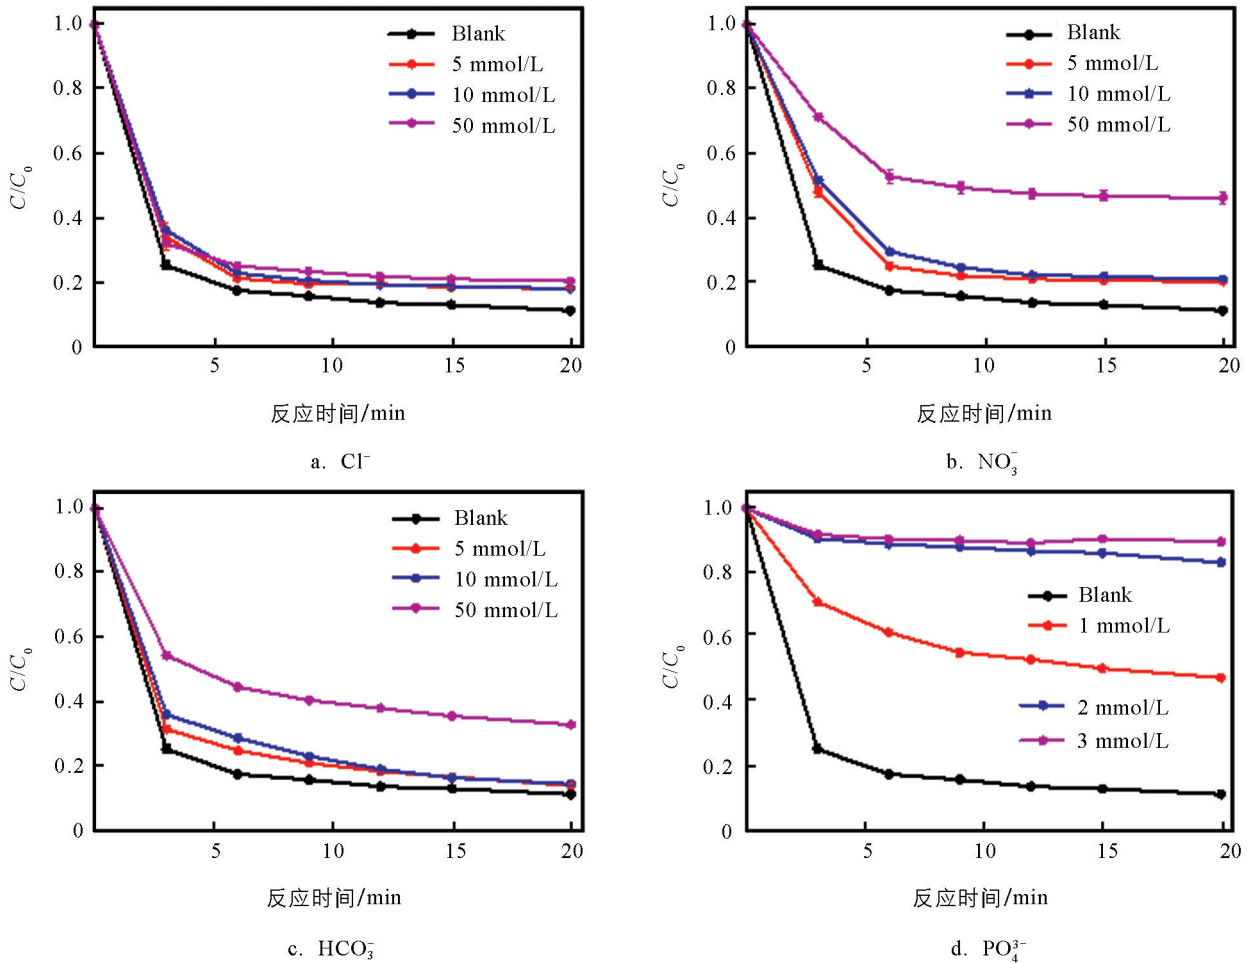 1.0
0.8
0.6
0.4
0.2
0
C/C₀
Blank
5 mmol/L
10 mmol/L
50 mmol/L
5
10
15
20
反应时间/min
a. Cl⁻
1.0
0.8
0.6
0.4
0.2
0
C/C₀
Blank
5 mmol/L
10 mmol/L
50 mmol/L
5
10
15
20
反应时间/min
b. NO₃⁻
1.0
0.8
0.6
0.4
0.2
0
C/C₀
Blank
5 mmol/L
10 mmol/L
50 mmol/L
5
10
15
20
反应时间/min
c. HCO₃⁻
1.0
0.8
0.6
0.4
0.2
0
C/C₀
Blank
1 mmol/L
2 mmol/L
3 mmol/L
5
10
15
20
反应时间/min
d. PO₄³⁻